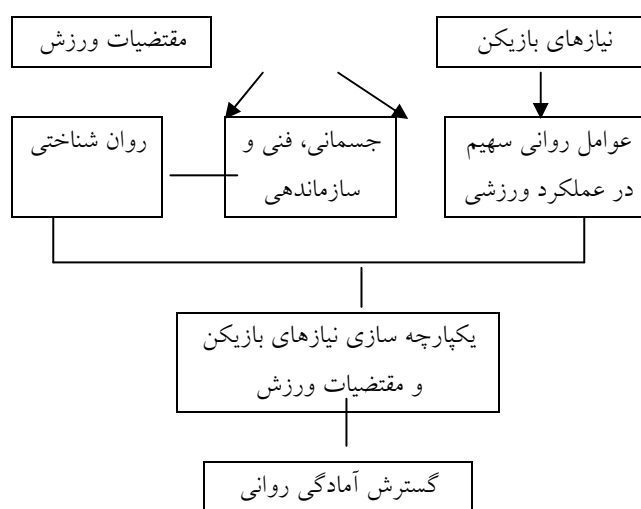 نیازهای بازیکن
مقتضیات ورزش
عوامل روانی سهیم
در عملکرد ورزشی
جسمانی، فنی و
سازماندهی
روان شناختی
یکپارچه سازی نیازهای بازیکن
و مقتضیات ورزش
گسترش آمادگی روانی